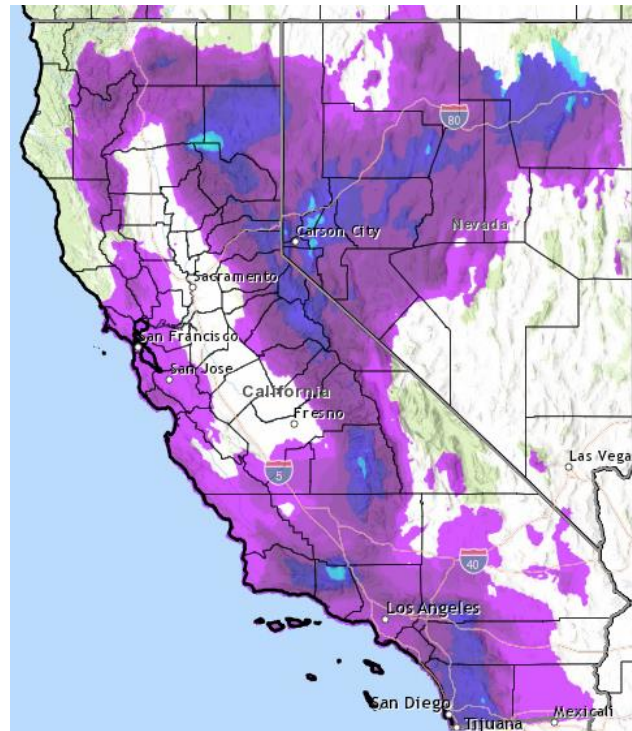 80
Nevada
Carson City
Sacramento
San Francisco
San Jose
California
Fresno
5
Las Vega
40
Los Angeles
San Diego
Mexicali
Tijuana